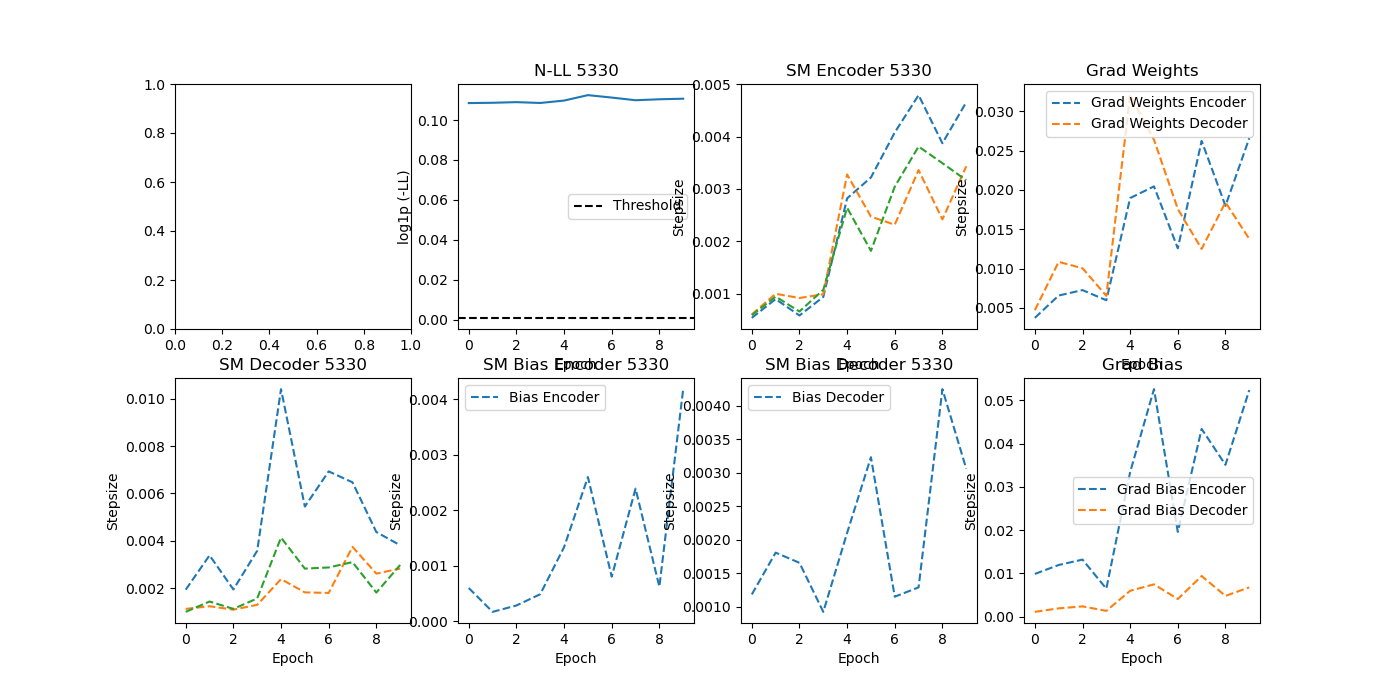 N-LL 5330
SM Encoder 5330
Grad Weights
1.0
0.8
0.6
0.4
0.2
0.0
0.0 0.2 0.4 0.6 0.8 1.0
log1p (-LL)
0.10
0.08
0.06
0.04
0.02
0.00
Threshold
0 2 4 6 8
Epoch
Stepsize
0.005
0.004
0.003
0.002
0.001
0 2 4 6 8
Epoch
Stepsize
0.030
0.025
0.020
0.015
0.010
0.005
Grad Weights Encoder
Grad Weights Decoder
0 2 4 6 8
Epoch
SM Decoder 5330
SM Bias Encoder 5330
SM Bias Decoder 5330
Grad Bias
Stepsize
0.010
0.008
0.006
0.004
0.002
0 2 4 6 8
Epoch
Stepsize
0.004
0.003
0.002
0.001
0.000
Bias Encoder
0 2 4 6 8
Epoch
Stepsize
0.0040
0.0035
0.0030
0.0025
0.0020
0.0015
0.0010
Bias Decoder
0 2 4 6 8
Epoch
Stepsize
0.05
0.04
0.03
0.02
0.01
0.00
Grad Bias Encoder
Grad Bias Decoder
0 2 4 6 8
Epoch